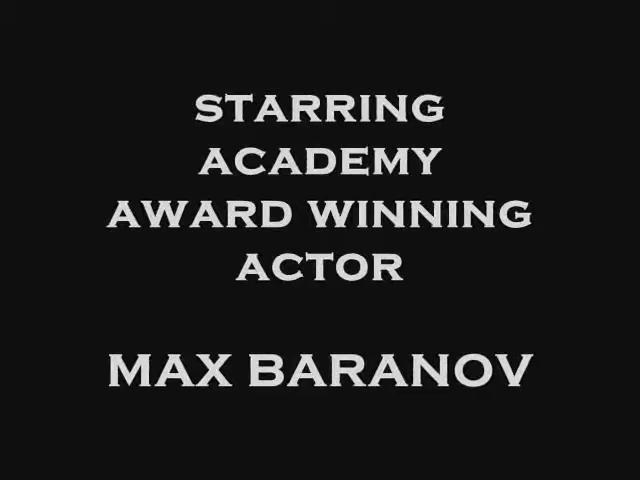 STARRING
ACADEMY
AWARD WINNING
ACTOR
MAX BARANOV